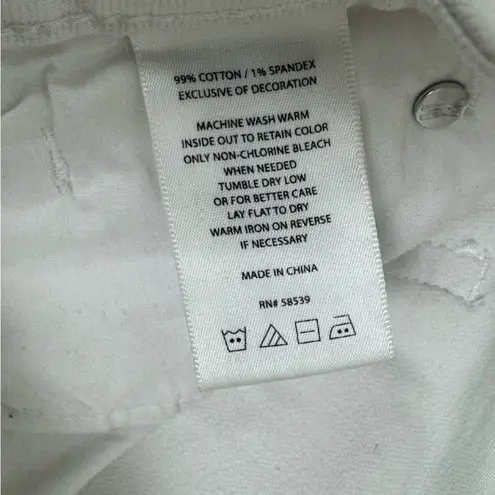 99% COTTON / 1% SPANDEX
EXCLUSIVE OF DECORATION
MACHINE WASH WARM
INSIDE OUT TO RETAIN COLOR
ONLY NON-CHLORINE BLEACH
WHEN NEEDED
TUMBLE DRY LOW
OR FOR BETTER CARE
LAY FLAT TO DRY
WARM IRON ON REVERSE
IF NECESSARY
MADE IN CHINA
RN# 58539